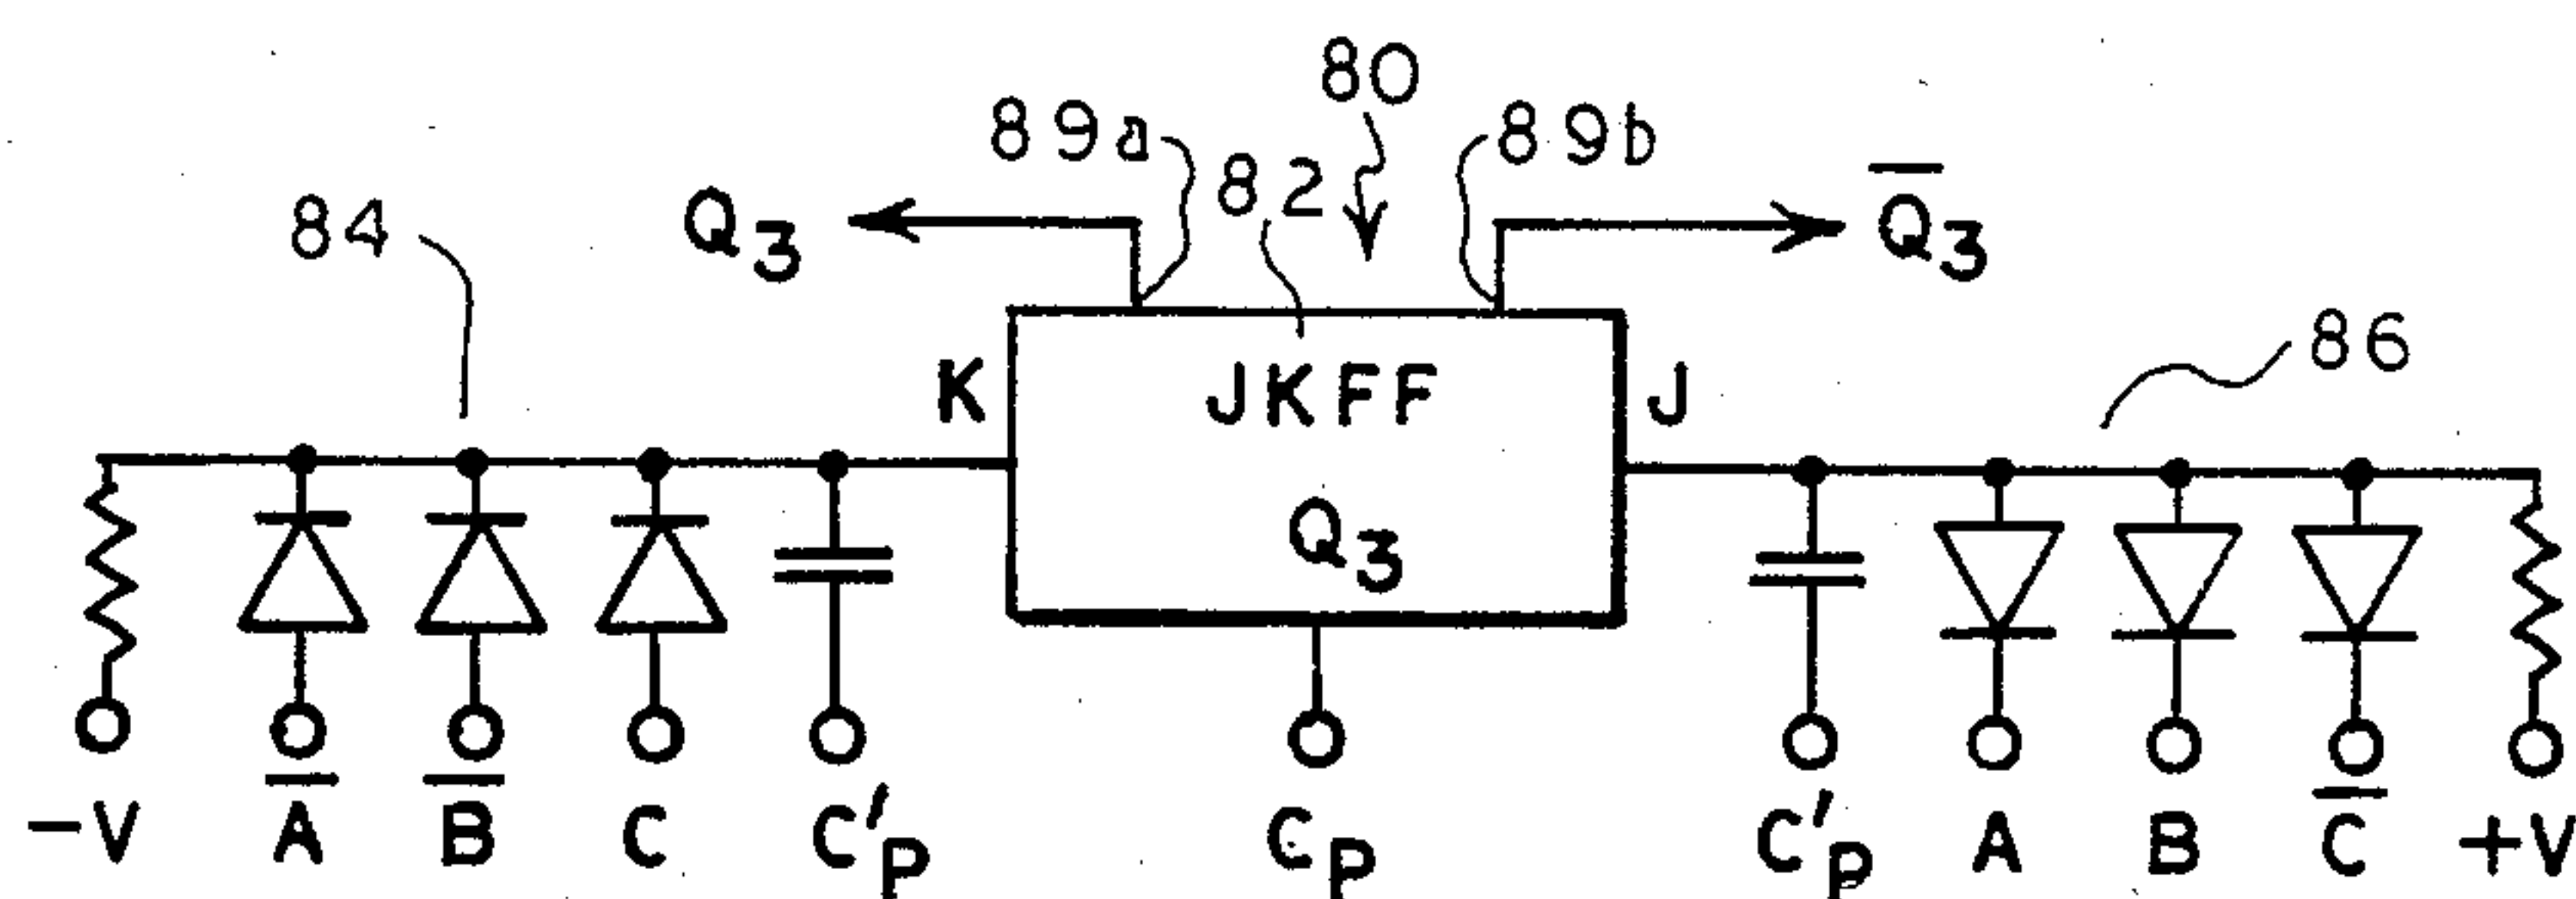 80
89a 89b
82
84 Q₃ Q̅₃
86
K JKFF J
Q₃
-V A̅ B̅ C C'ₚ Cₚ C'ₚ A B C̅ +V